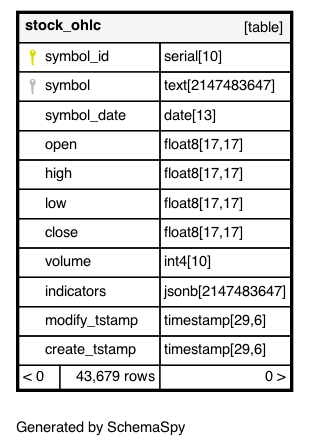 stock_ohlc [table]
symbol_id serial[10]
symbol text[2147483647]
symbol_date date[13]
open float8[17,17]
high float8[17,17]
low float8[17,17]
close float8[17,17]
volume int4[10]
indicators jsonb[2147483647]
modify_tstamp timestamp[29,6]
create_tstamp timestamp[29,6]
< 0 43,679 rows 0 >
Generated by SchemaSpy